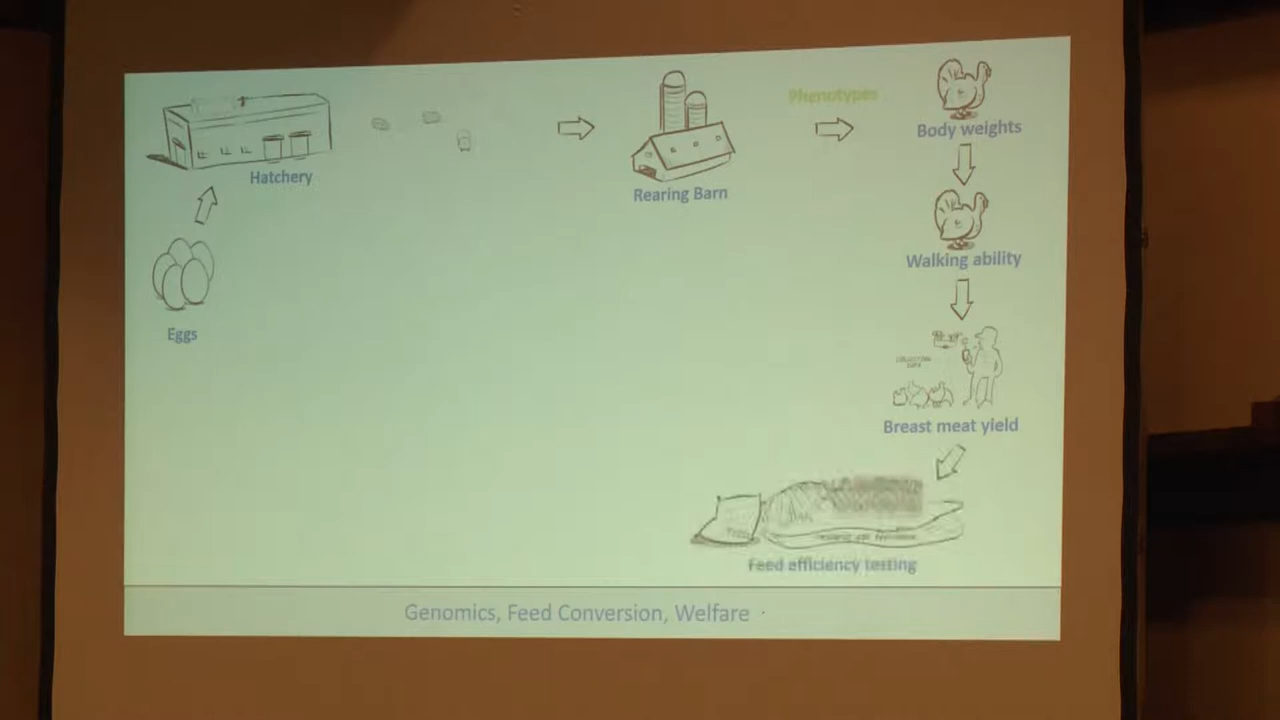 Phenotypes
Body weights
Hatchery
Rearing Barn
Walking ability
Eggs
Breast meat yield
Feed efficiency testing
Genomics, Feed Conversion, Welfare